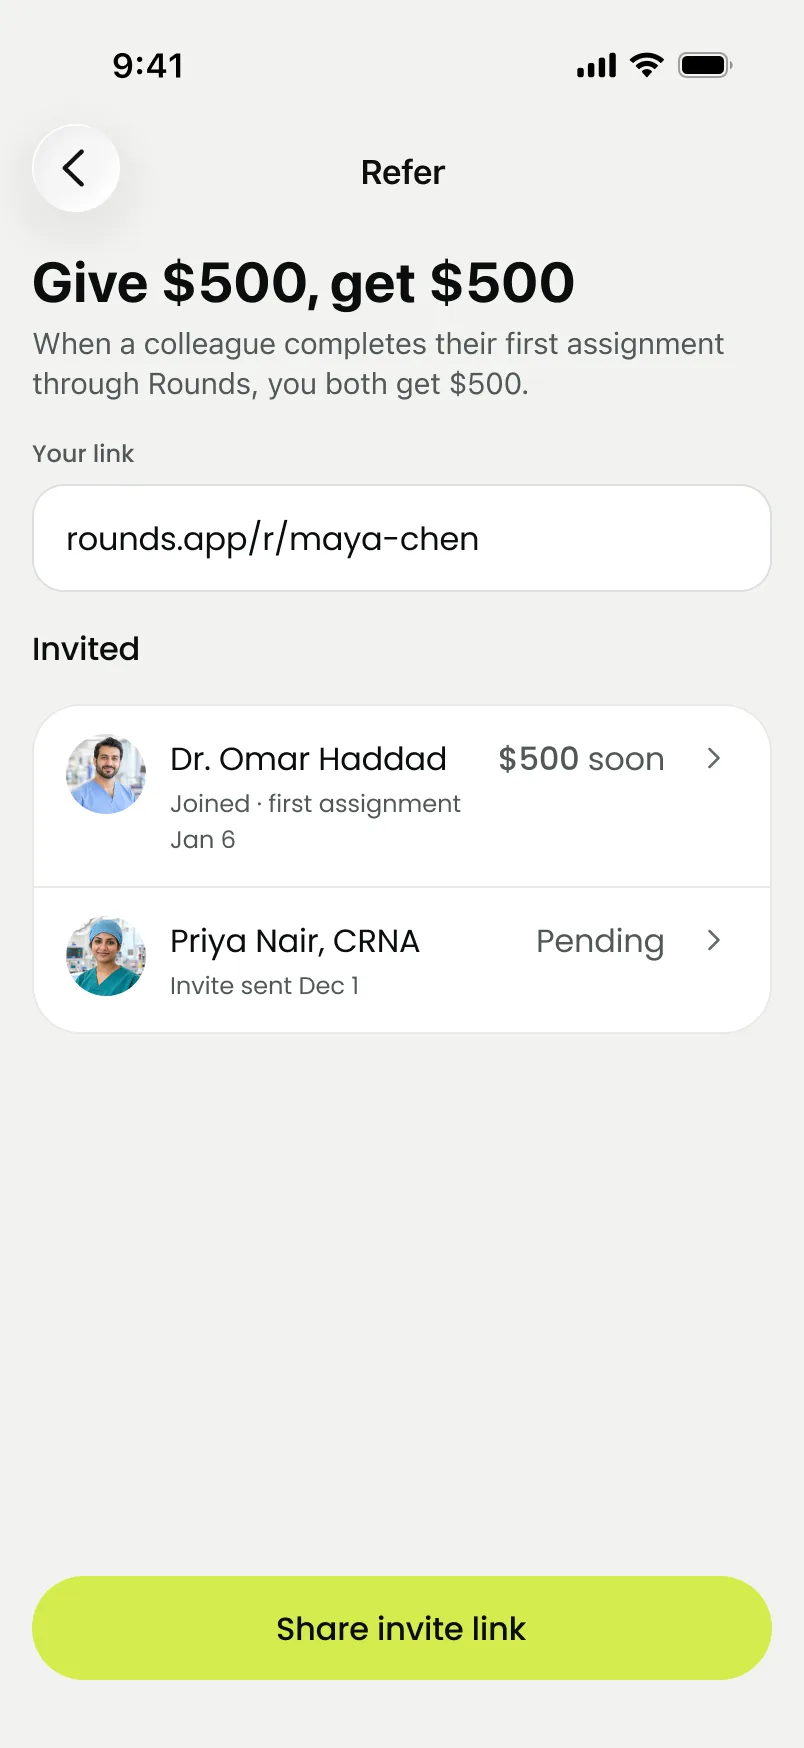 9:41
Refer
Give $500, get $500
When a colleague completes their first assignment
through Rounds, you both get $500.
Your link
rounds.app/r/maya-chen
Invited
Dr. Omar Haddad
$500 soon
Joined · first assignment
Jan 6
Priya Nair, CRNA
Pending
Invite sent Dec 1
Share invite link